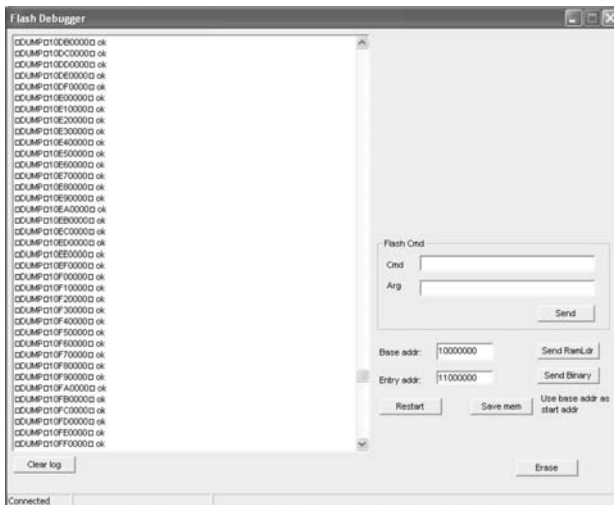 Flash Debugger
□DUMP□10DB0000□ ok
□DUMP□10DC0000□ ok
□DUMP□10DD0000□ ok
□DUMP□10DE0000□ ok
□DUMP□10DF0000□ ok
□DUMP□10E00000□ ok
□DUMP□10E10000□ ok
□DUMP□10E20000□ ok
□DUMP□10E30000□ ok
□DUMP□10E40000□ ok
□DUMP□10E50000□ ok
□DUMP□10E60000□ ok
□DUMP□10E70000□ ok
□DUMP□10E80000□ ok
□DUMP□10E90000□ ok
□DUMP□10EA0000□ ok
□DUMP□10EB0000□ ok
□DUMP□10EC0000□ ok
□DUMP□10ED0000□ ok
□DUMP□10EE0000□ ok
□DUMP□10EF0000□ ok
□DUMP□10F00000□ ok
□DUMP□10F10000□ ok
□DUMP□10F20000□ ok
□DUMP□10F30000□ ok
□DUMP□10F40000□ ok
□DUMP□10F50000□ ok
□DUMP□10F60000□ ok
□DUMP□10F70000□ ok
□DUMP□10F80000□ ok
□DUMP□10F90000□ ok
□DUMP□10FA0000□ ok
□DUMP□10FB0000□ ok
□DUMP□10FC0000□ ok
□DUMP□10FD0000□ ok
□DUMP□10FE0000□ ok
□DUMP□10FF0000□ ok
Clear log
Flash Cmd
Cmd
Arg
Send
Base addr: 10000000 Send RamLdr
Entry addr: 11000000 Send Binary
Restart Save mem Use base addr as
start addr
Erase
Connected